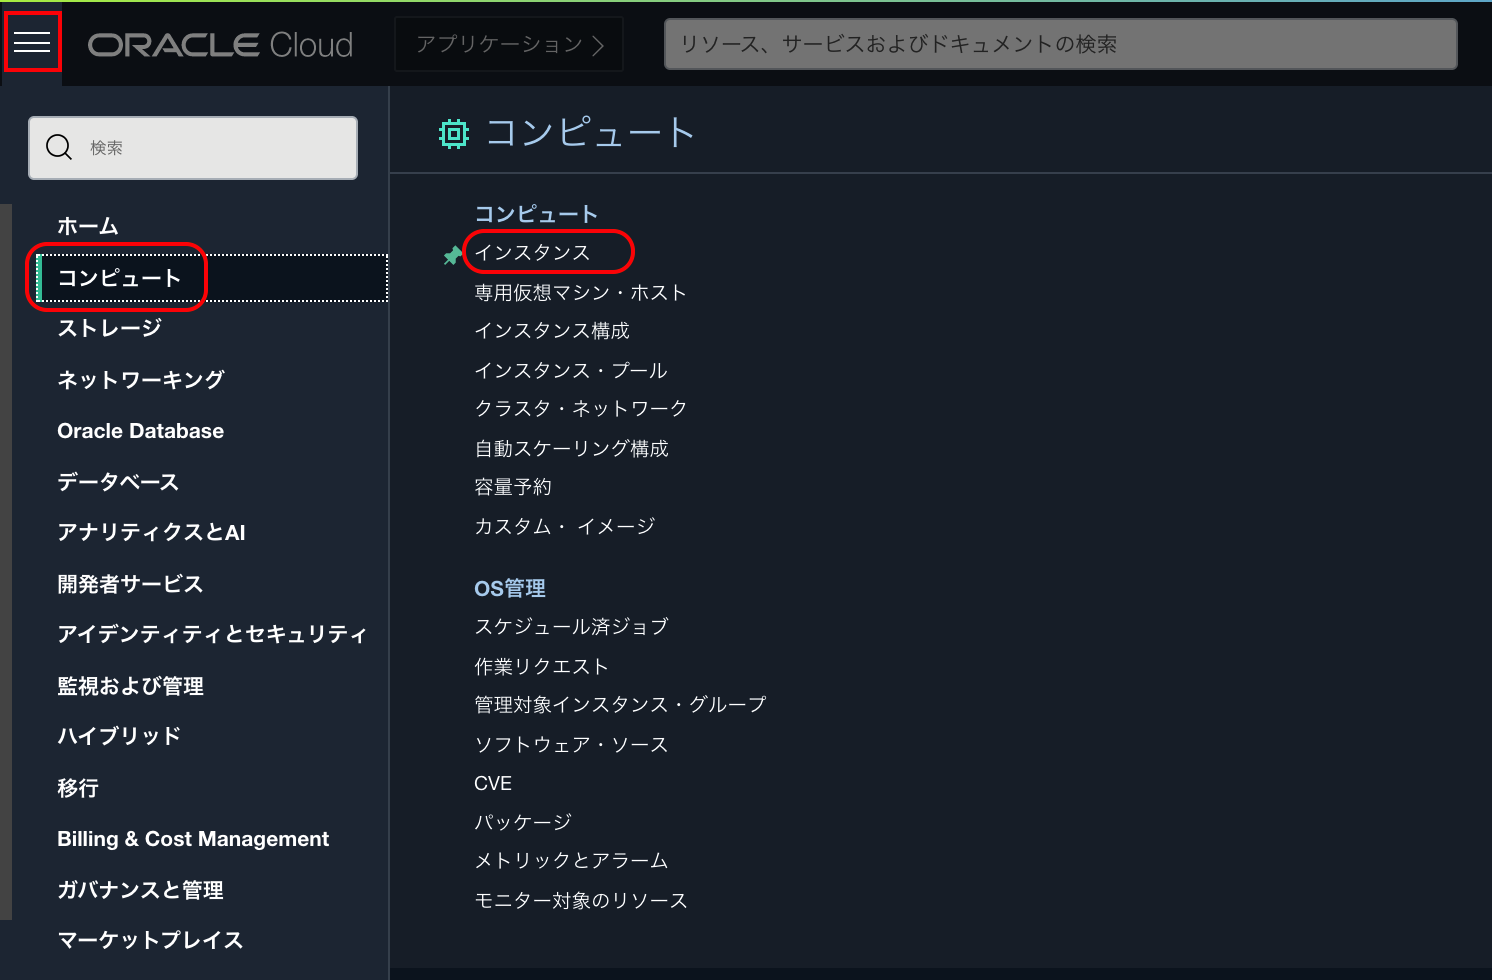 ORACLE Cloud
アプリケーション
リソース、サービスおよびドキュメントの検索
検索
ホーム
コンピュート
ストレージ
ネットワーキング
Oracle Database
データベース
アナリティクスとAI
開発者サービス
アイデンティティとセキュリティ
監視および管理
ハイブリッド
移行
Billing & Cost Management
ガバナンスと管理
マーケットプレイス
コンピュート
コンピュート
インスタンス
専用仮想マシン・ホスト
インスタンス構成
インスタンス・プール
クラスタ・ネットワーク
自動スケーリング構成
容量予約
カスタム・ イメージ
OS管理
スケジュール済ジョブ
作業リクエスト
管理対象インスタンス・グループ
ソフトウェア・ソース
CVE
パッケージ
メトリックとアラーム
モニター対象のリソース